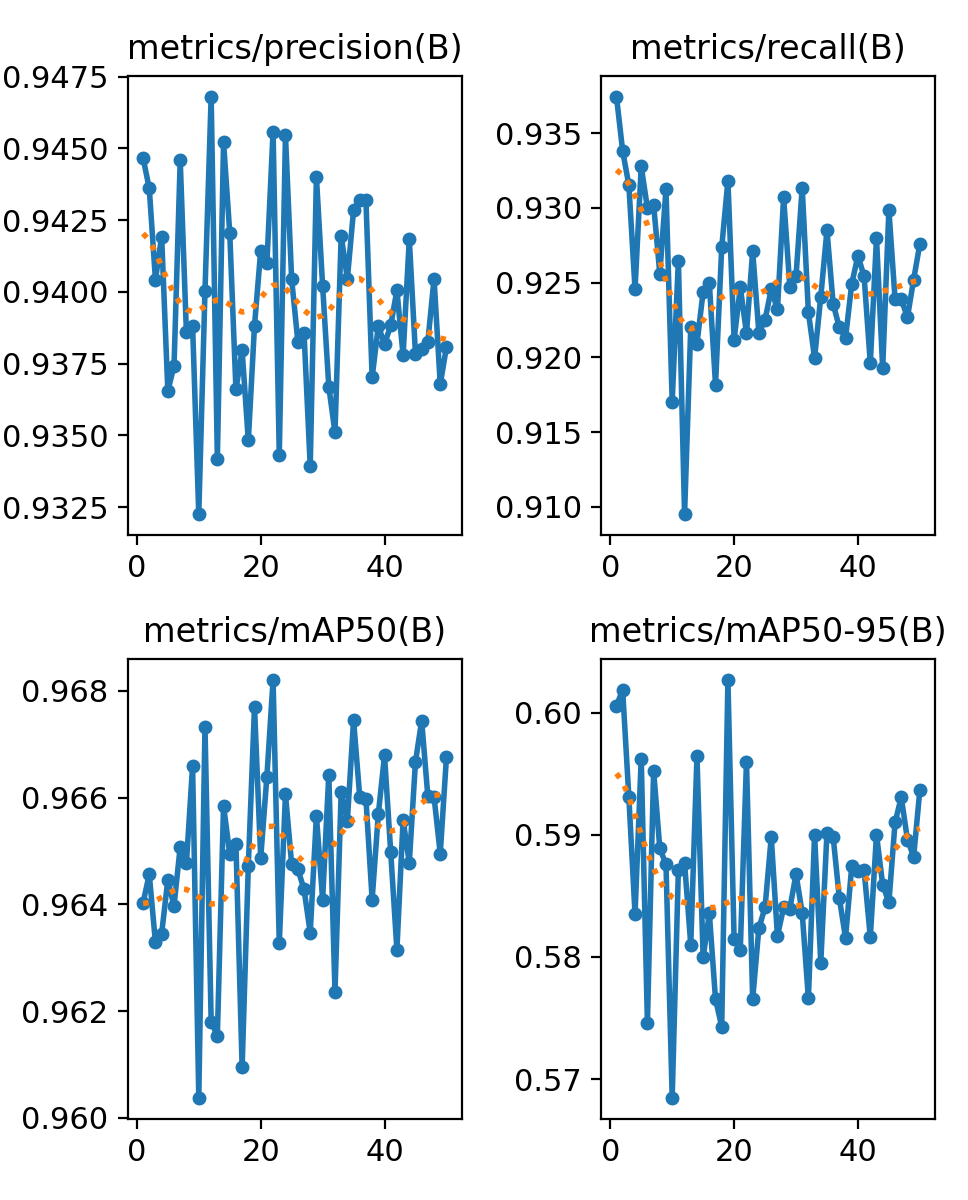 metrics/precision(B)
0.9475
0.9450
0.9425
0.9400
0.9375
0.9350
0.9325
0 20 40
metrics/recall(B)
0.935
0.930
0.925
0.920
0.915
0.910
0 20 40
metrics/mAP50(B)
0.968
0.966
0.964
0.962
0.960
0 20 40
metrics/mAP50-95(B)
0.60
0.59
0.58
0.57
0 20 40